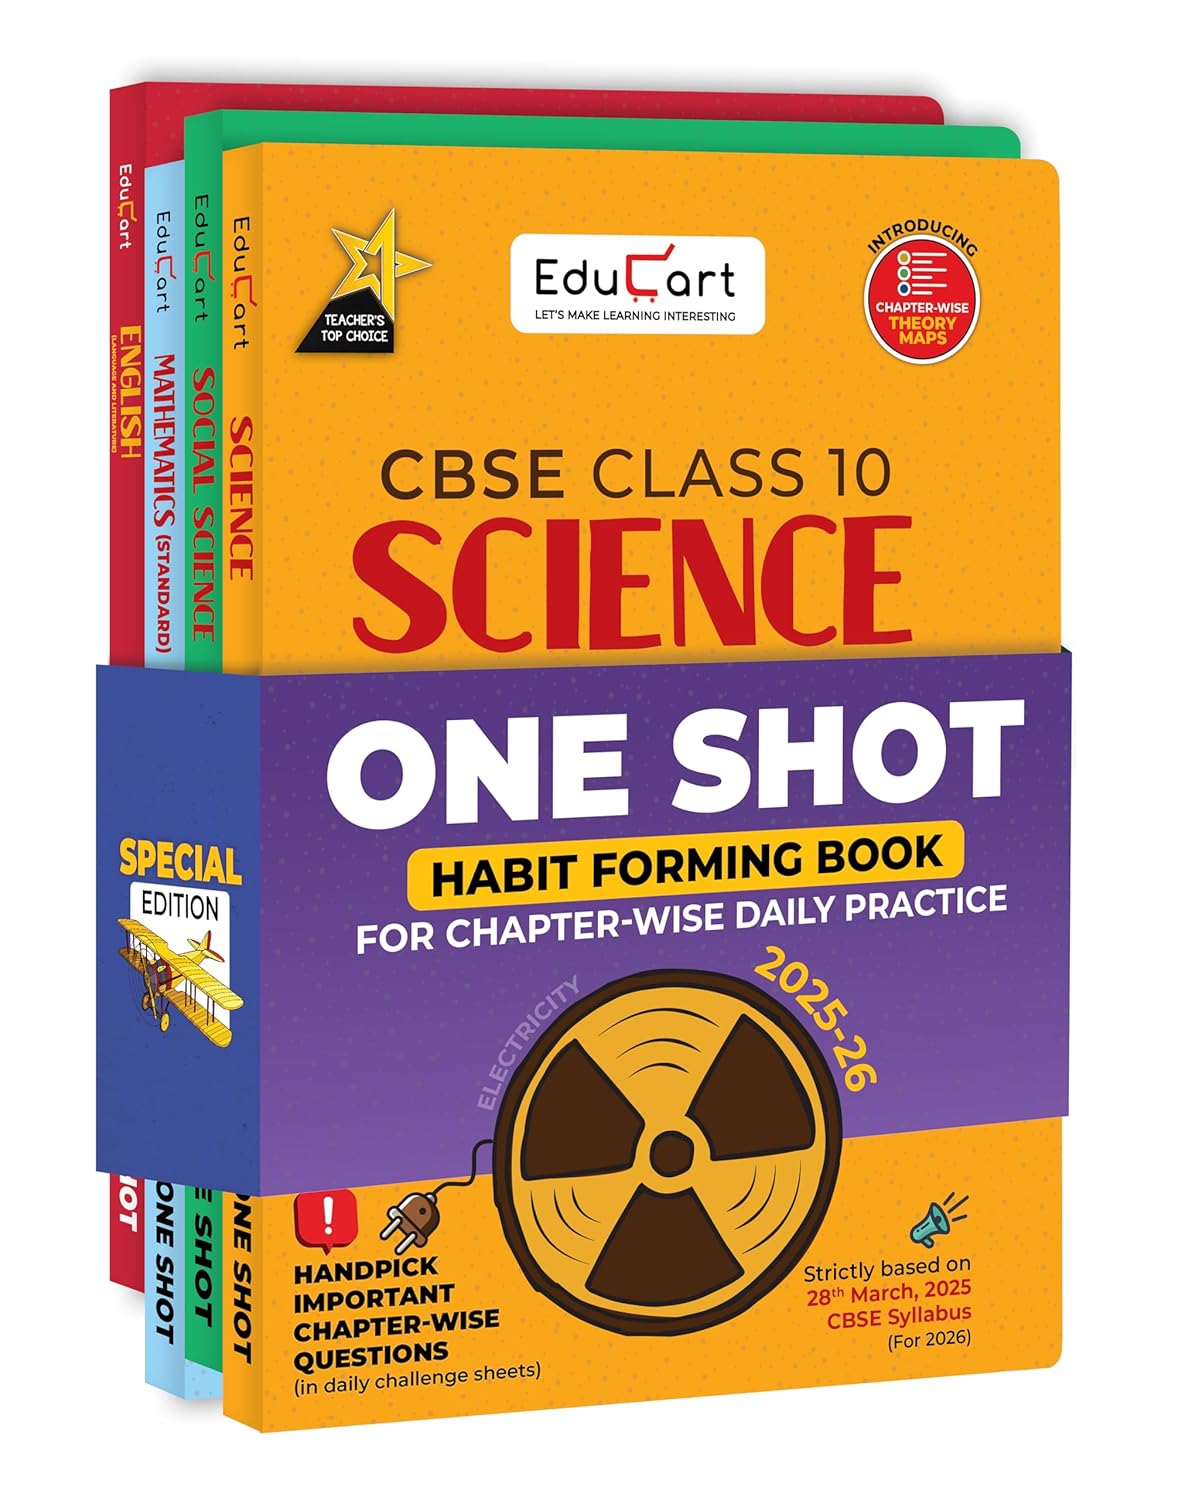 EduCart
ENGLISH
(LANGUAGE AND LITERATURE)
EduCart
MATHEMATICS (STANDARD)
EduCart
SOCIAL SCIENCE
EduCart
SCIENCE
TEACHER'S
TOP CHOICE
EduCart
LET'S MAKE LEARNING INTERESTING
INTRODUCING
CHAPTER-WISE
THEORY
MAPS
CBSE CLASS 10
SCIENCE
ONE SHOT
HABIT FORMING BOOK
FOR CHAPTER-WISE DAILY PRACTICE
SPECIAL
EDITION
ELECTRICITY
2025-26
HOT
ONE SHOT
E SHOT
ONE SHOT
!
HANDPICK
IMPORTANT
CHAPTER-WISE
QUESTIONS
(in daily challenge sheets)
Strictly based on
28th March, 2025
CBSE Syllabus
(For 2026)